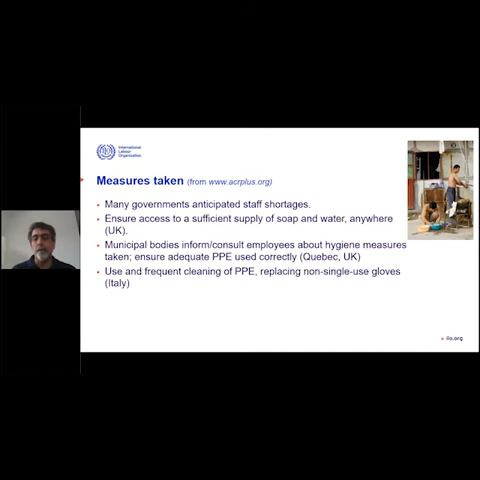 International
Labour
Organization
Measures taken (from www.acrplus.org)
Many governments anticipated staff shortages.
Ensure access to a sufficient supply of soap and water, anywhere
(UK).
Municipal bodies inform/consult employees about hygiene measures
taken; ensure adequate PPE used correctly (Quebec, UK)
Use and frequent cleaning of PPE, replacing non-single-use gloves
(Italy)
ilo.org